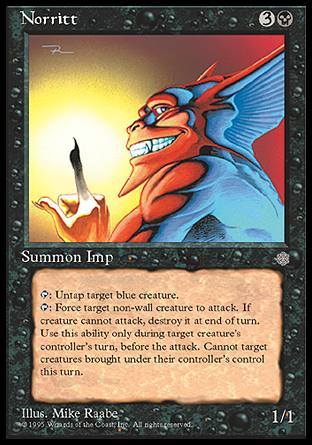 Norritt 3
Summon Imp
: Untap target blue creature.
: Force target non-wall creature to attack. If
creature cannot attack, destroy it at end of turn.
Use this ability only during target creature's
controller's turn, before the attack. Cannot target
creatures brought under their controller's control
this turn.
Illus. Mike Raabe
1/1
© 1995 Wizards of the Coast, Inc. All rights reserved.